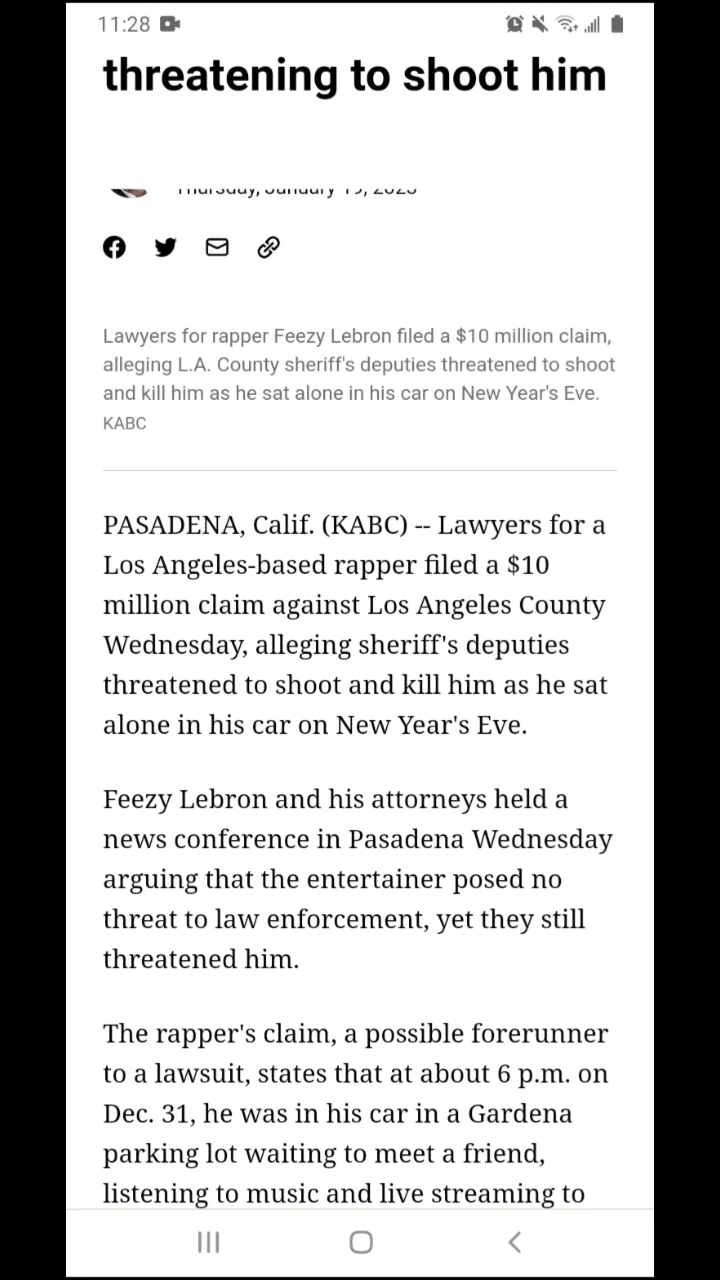 11:28
threatening to shoot him
Lawyers for rapper Feezy Lebron filed a $10 million claim,
alleging L.A. County sheriff's deputies threatened to shoot
and kill him as he sat alone in his car on New Year's Eve.
KABC
PASADENA, Calif. (KABC) -- Lawyers for a
Los Angeles-based rapper filed a $10
million claim against Los Angeles County
Wednesday, alleging sheriff's deputies
threatened to shoot and kill him as he sat
alone in his car on New Year's Eve.
Feezy Lebron and his attorneys held a
news conference in Pasadena Wednesday
arguing that the entertainer posed no
threat to law enforcement, yet they still
threatened him.
The rapper's claim, a possible forerunner
to a lawsuit, states that at about 6 p.m. on
Dec. 31, he was in his car in a Gardena
parking lot waiting to meet a friend,
listening to music and live streaming to